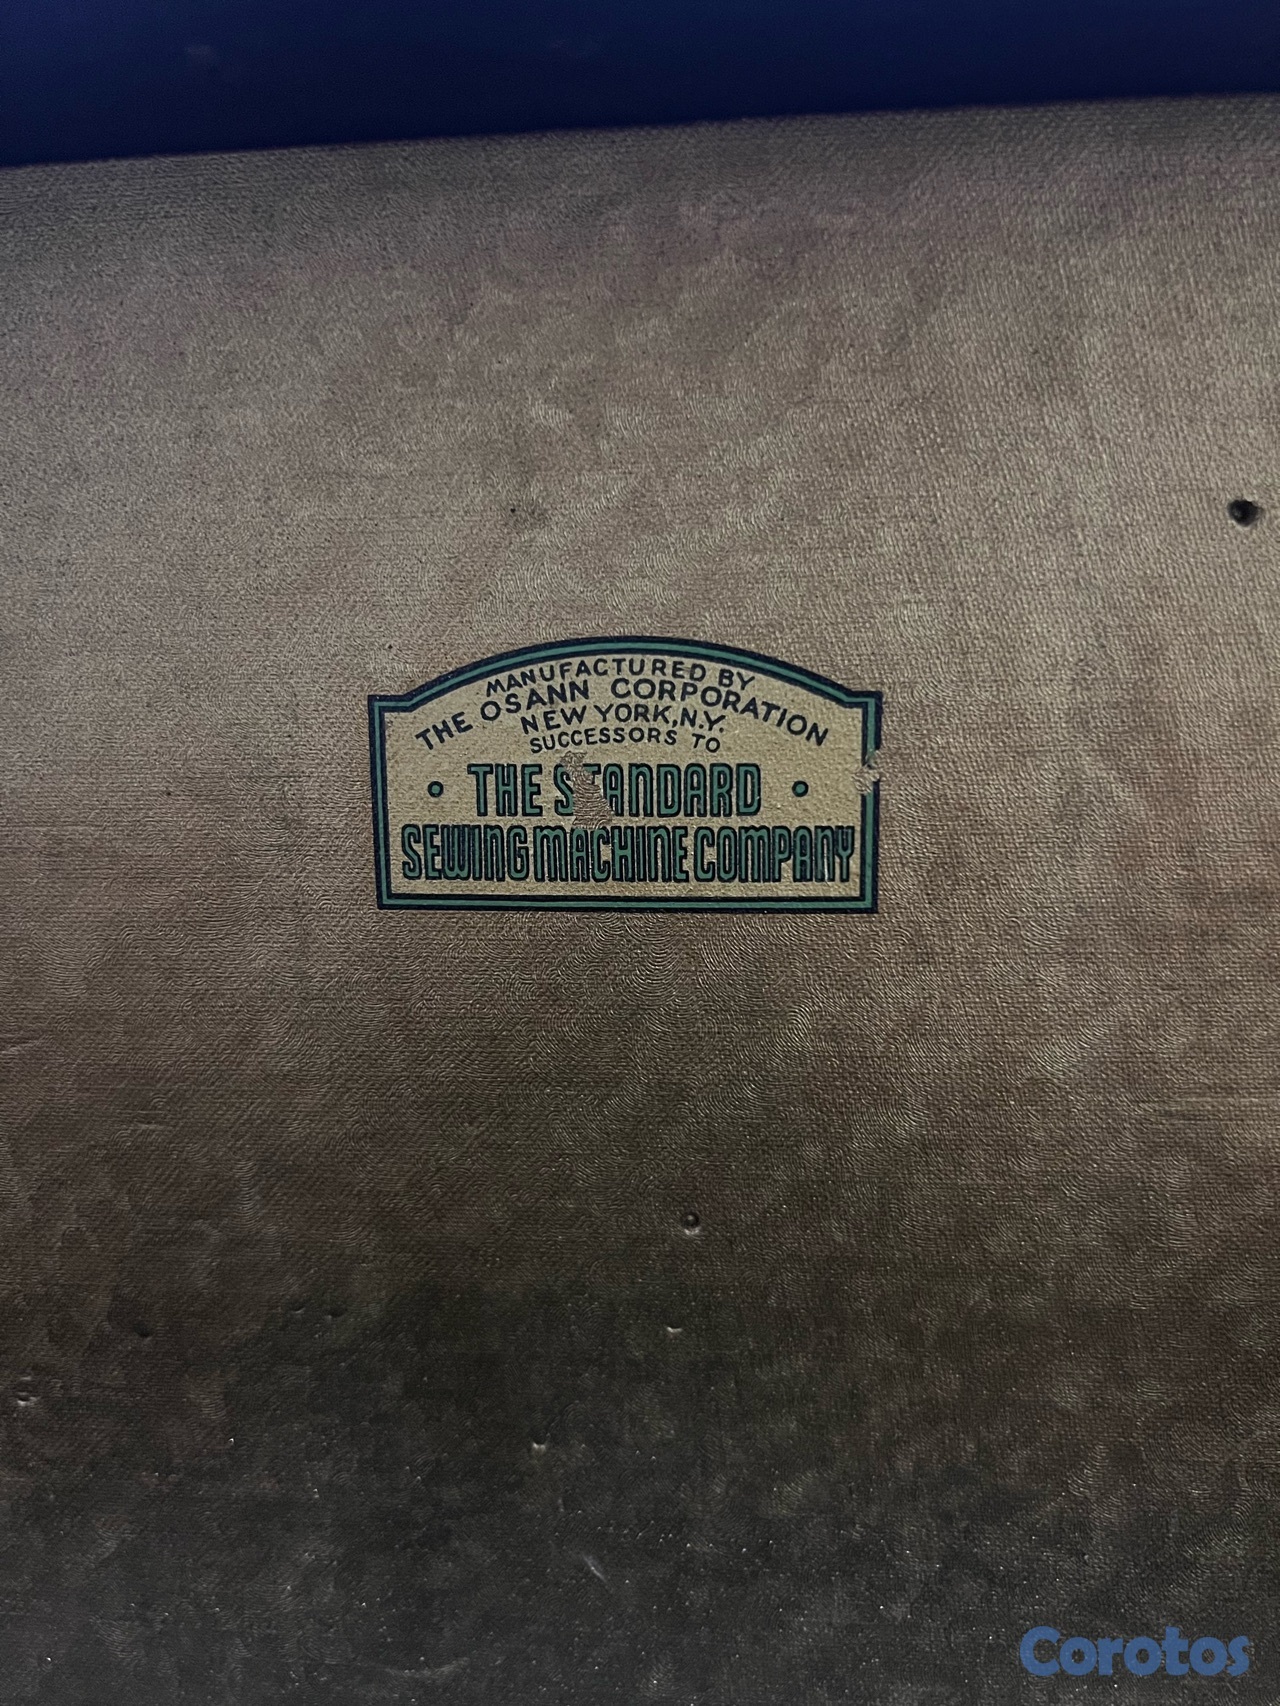 MANUFACTURED BY
THE OSANN CORPORATION
NEW YORK, N.Y.
SUCCESSORS TO
• THE STANDARD •
SEWING MACHINE COMPANY
Corotos